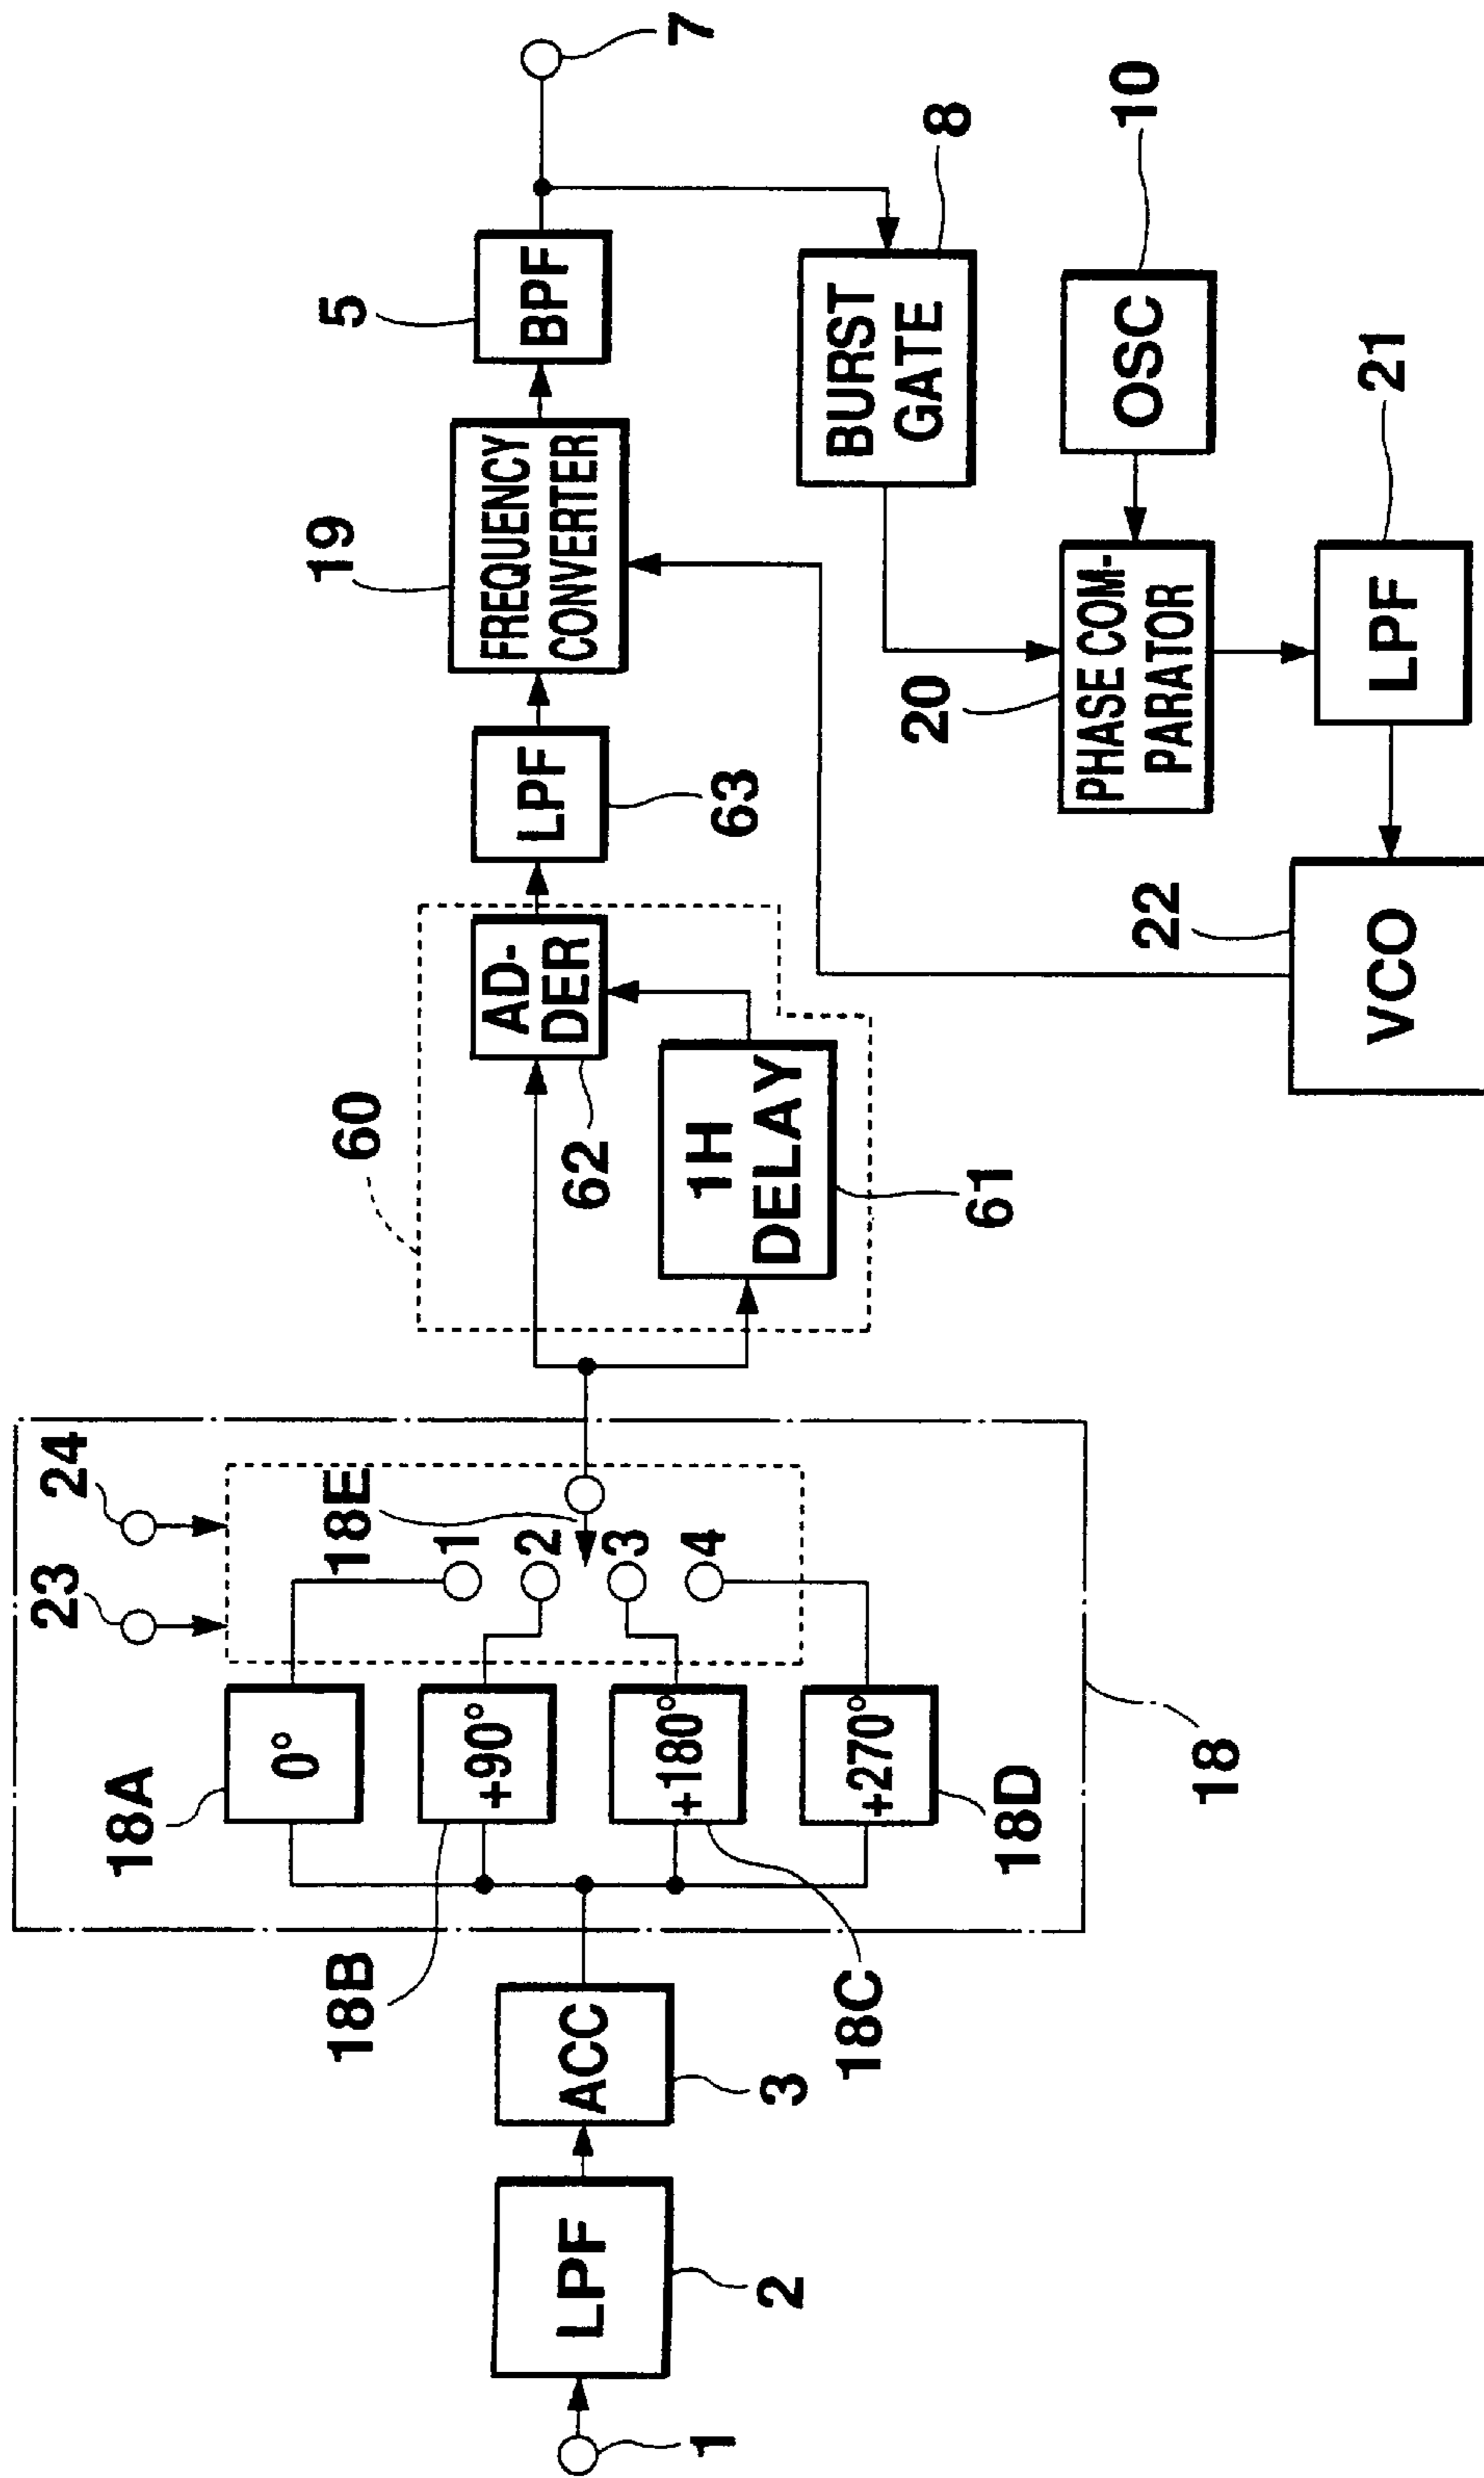 23
24
18A
0°
18B
+90°
+180°
18C
+270°
18D
18E
1
2
3
4
18
1
LPF
2
ACC
3
60
AD-
DER
62
1H
DELAY
61
LPF
63
19
FREQUENCY
CONVERTER
5
BPF
7
BURST
GATE
8
OSC
10
20
PHASE COM-
PARATOR
LPF
21
22
VCO